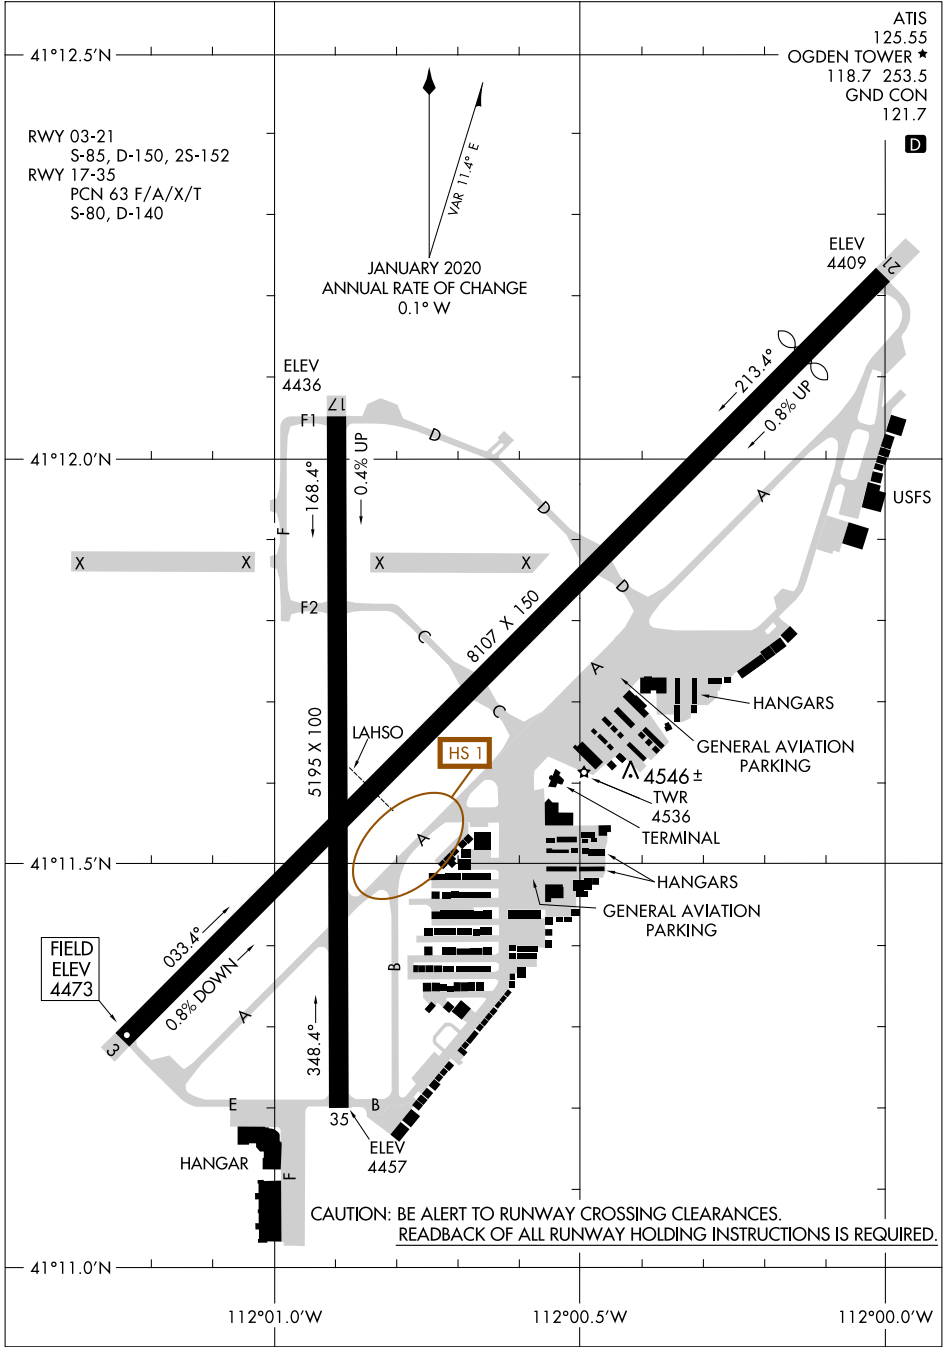 ATIS
125.55
OGDEN TOWER ★
118.7 253.5
GND CON
121.7
D
41°12.5'N
RWY 03-21
S-85, D-150, 2S-152
RWY 17-35
PCN 63 F/A/X/T
S-80, D-140
VAR 11.4° E
JANUARY 2020
ANNUAL RATE OF CHANGE
0.1° W
ELEV
4409
21
213.4°
0.8% UP
ELEV
4436
17
F1
D
168.4°
0.4% UP
41°12.0'N
A
USFS
F
D
X
X
X
X
D
F2
C
8107 X 150
A
HANGARS
C
GENERAL AVIATION
PARKING
5195 X 100
LAHSO
HS 1
4546 ±
TWR
4536
TERMINAL
A
41°11.5'N
HANGARS
GENERAL AVIATION
PARKING
033.4°
0.8% DOWN
FIELD
ELEV
4473
B
A
348.4°
3
E
35
B
ELEV
4457
HANGAR
F
CAUTION: BE ALERT TO RUNWAY CROSSING CLEARANCES.
READBACK OF ALL RUNWAY HOLDING INSTRUCTIONS IS REQUIRED.
41°11.0'N
112°01.0'W
112°00.5'W
112°00.0'W